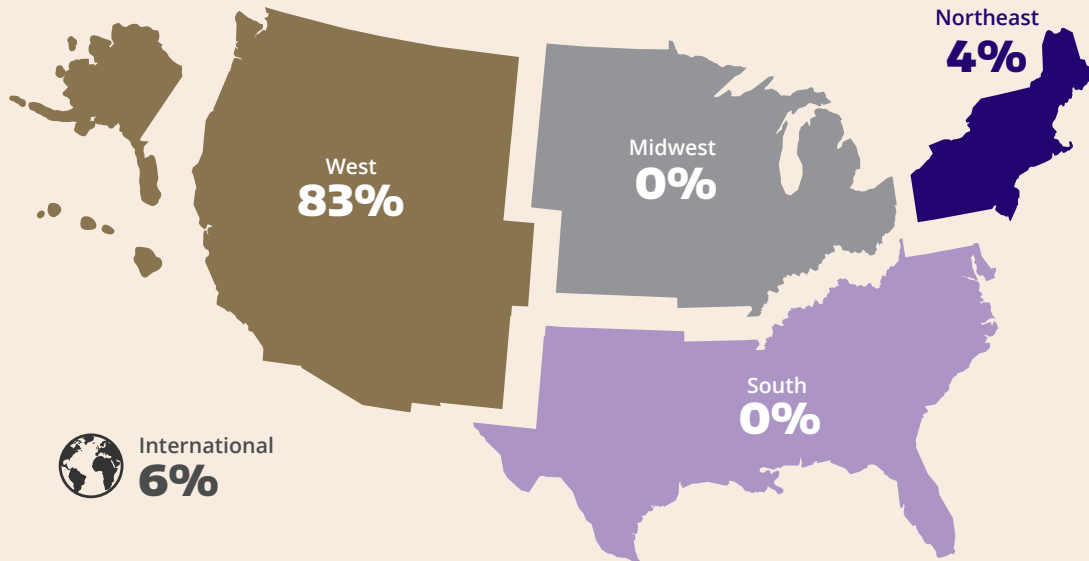 Northeast
4%
West
83%
Midwest
0%
South
0%
International
6%